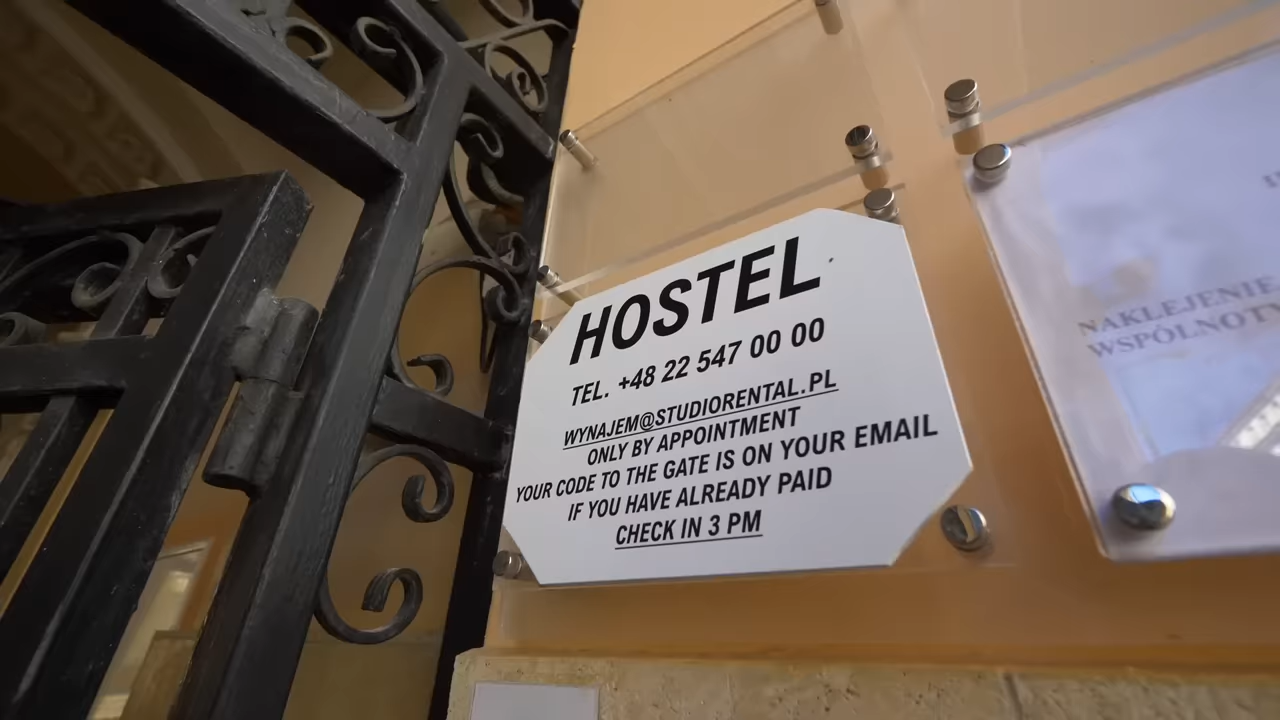 HOSTEL
TEL. +48 22 547 00 00
WYNAJEM@STUDIORENTAL.PL
ONLY BY APPOINTMENT
YOUR CODE TO THE GATE IS ON YOUR EMAIL
IF YOU HAVE ALREADY PAID
CHECK IN 3 PM
NAKLEJENIE
WSPÓLNOTY